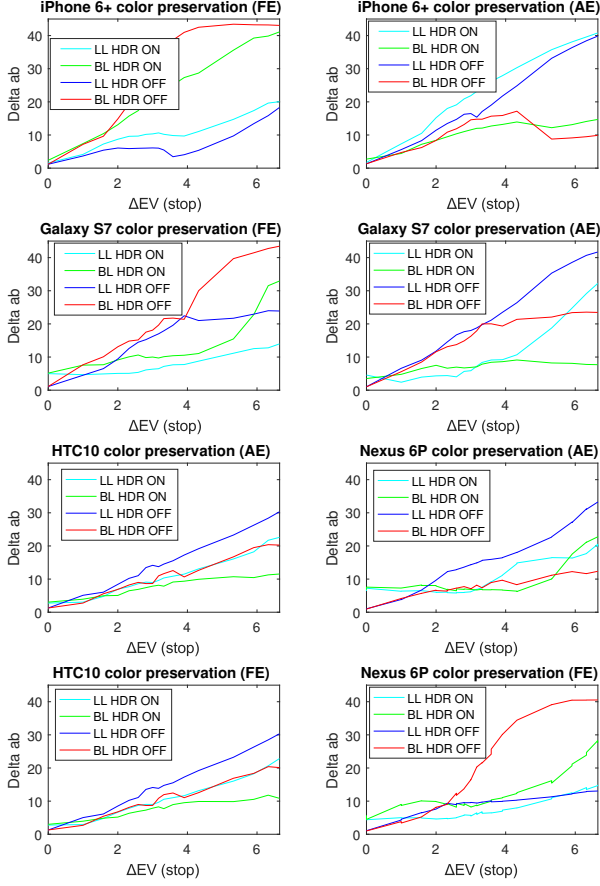 iPhone 6+ color preservation (FE)
40
30
20
10
0
Delta ab
LL HDR ON
BL HDR ON
LL HDR OFF
BL HDR OFF
0 2 4 6
ΔEV (stop)
iPhone 6+ color preservation (AE)
50
40
30
20
10
0
Delta ab
LL HDR ON
BL HDR ON
LL HDR OFF
BL HDR OFF
0 2 4 6
ΔEV (stop)
Galaxy S7 color preservation (FE)
40
30
20
10
0
Delta ab
LL HDR ON
BL HDR ON
LL HDR OFF
BL HDR OFF
0 2 4 6
ΔEV (stop)
Galaxy S7 color preservation (AE)
40
30
20
10
0
Delta ab
LL HDR ON
BL HDR ON
LL HDR OFF
BL HDR OFF
0 2 4 6
ΔEV (stop)
HTC10 color preservation (AE)
40
30
20
10
0
Delta ab
LL HDR ON
BL HDR ON
LL HDR OFF
BL HDR OFF
0 2 4 6
ΔEV (stop)
Nexus 6P color preservation (AE)
40
30
20
10
0
Delta ab
LL HDR ON
BL HDR ON
LL HDR OFF
BL HDR OFF
0 2 4 6
ΔEV (stop)
HTC10 color preservation (FE)
40
30
20
10
0
Delta ab
LL HDR ON
BL HDR ON
LL HDR OFF
BL HDR OFF
0 2 4 6
ΔEV (stop)
Nexus 6P color preservation (FE)
40
30
20
10
0
Delta ab
LL HDR ON
BL HDR ON
LL HDR OFF
BL HDR OFF
0 2 4 6
ΔEV (stop)